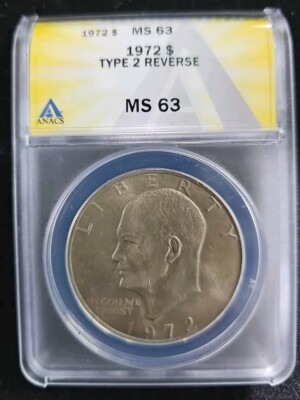 1972 $ MS 63
1972 $
TYPE 2 REVERSE
ANACS
MS 63
LIBERTY
IN GOD WE
TRUST
1972